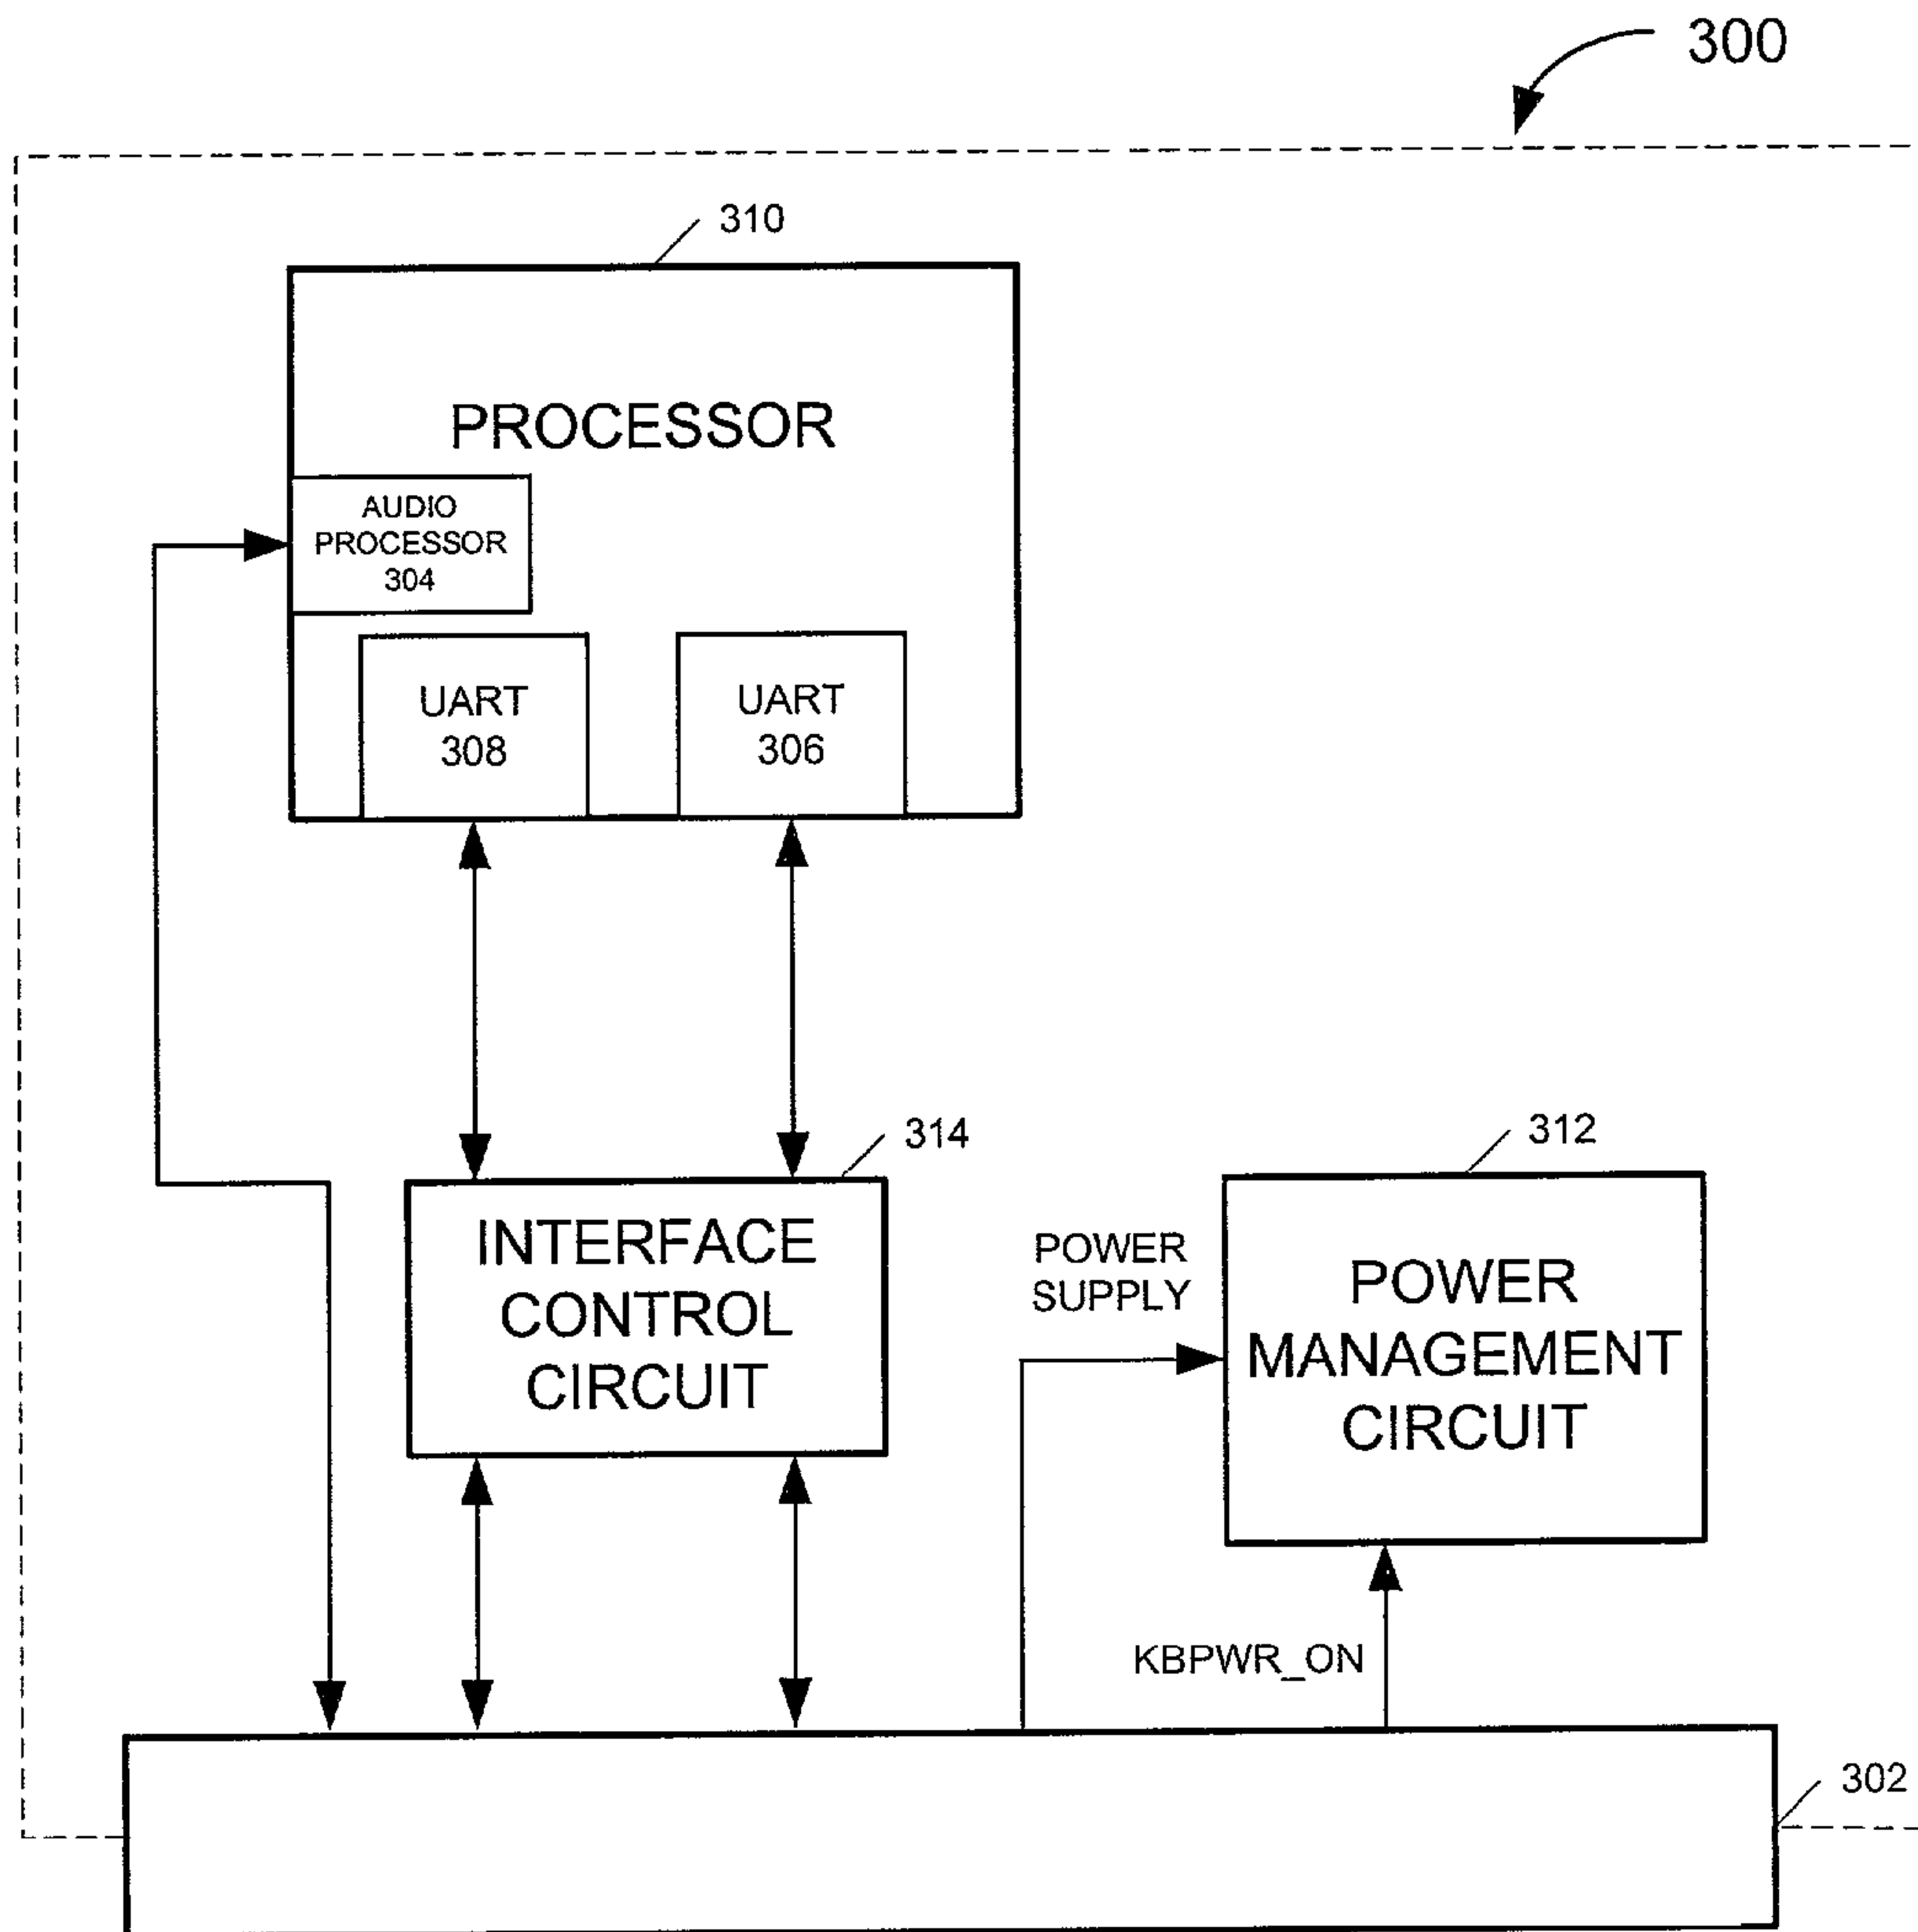 300
310
PROCESSOR
AUDIO
PROCESSOR
304
UART
308
UART
306
314
312
INTERFACE
CONTROL
CIRCUIT
POWER
SUPPLY
POWER
MANAGEMENT
CIRCUIT
KBPWR_ON
302